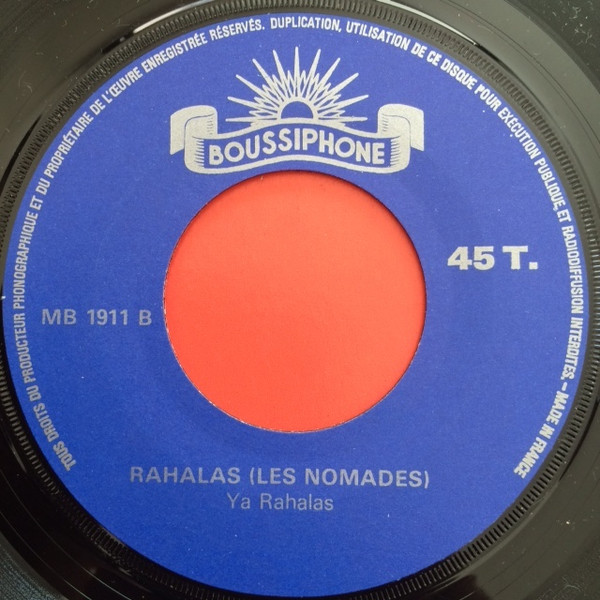 TOUS DROITS DU PRODUCTEUR PHONOGRAPHIQUE ET DU PROPRIÉTAIRE DE L'ŒUVRE ENREGISTRÉE RÉSERVÉS. DUPLICATION, UTILISATION DE CE DISQUE POUR EXÉCUTION PUBLIQUE, ET RADIODIFFUSION INTERDITES. – MADE IN FRANCE
BOUSSIPHONE
45 T.
MB 1911 B
RAHALAS (LES NOMADES)
Ya Rahalas